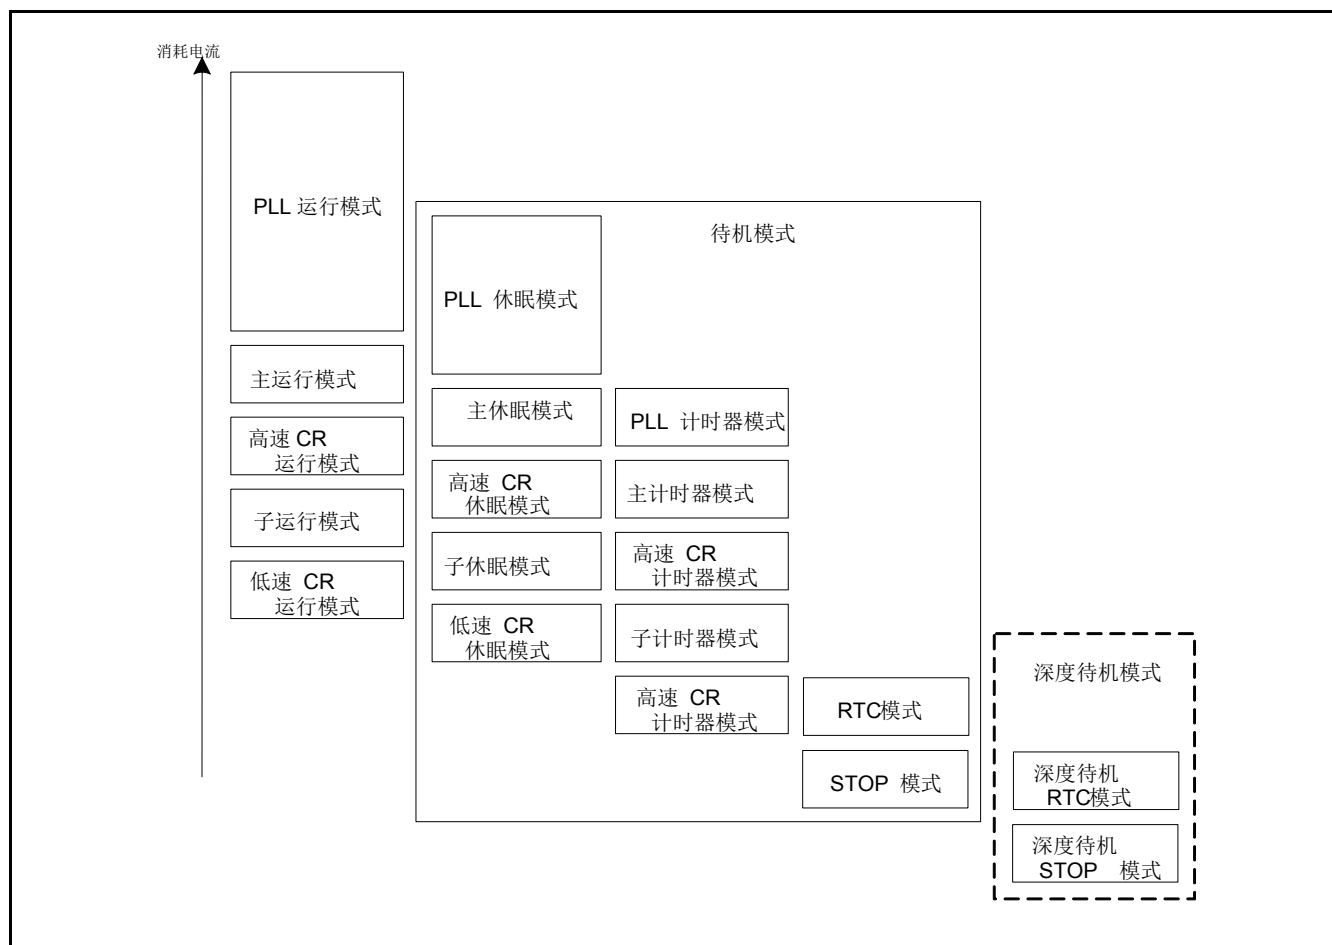 消耗电流
PLL 运行模式
待机模式
PLL 休眠模式
主运行模式
主休眠模式
PLL 计时器模式
高速 CR
运行模式
高速 CR
休眠模式
主计时器模式
子运行模式
子休眠模式
高速 CR
计时器模式
低速 CR
运行模式
低速 CR
休眠模式
子计时器模式
深度待机模式
高速 CR
计时器模式
RTC模式
STOP 模式
深度待机
RTC模式
深度待机
STOP 模式